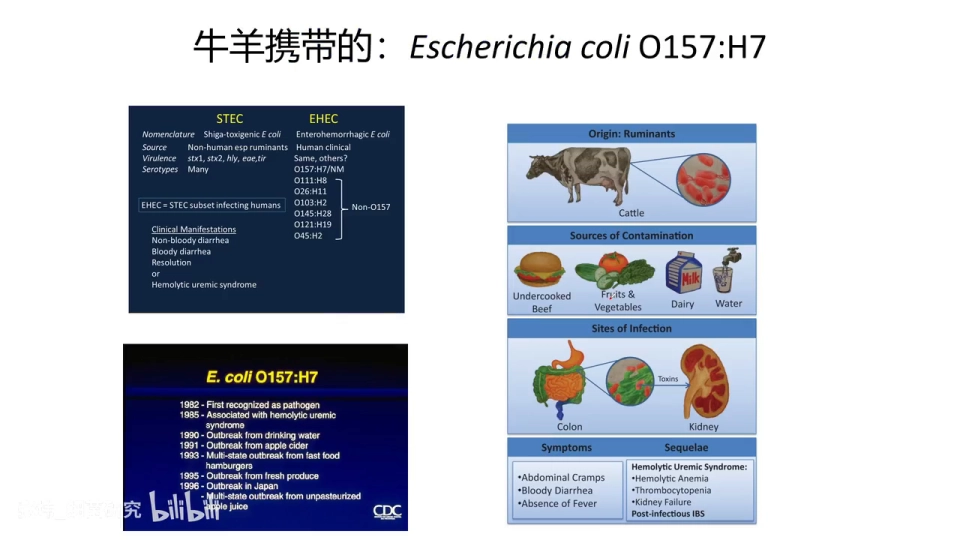 牛羊携带的：Escherichia coli O157:H7
STEC EHEC
Nomenclature Shiga-toxigenic E coli Enterohemorrhagic E coli
Source Non-human esp ruminants Human clinical
Virulence stx1, stx2, hly, eae,tir Same, others?
Serotypes Many O157:H7/NM
O111:H8
O26:H11
O103:H2
O145:H28
O121:H19
O45:H2
Non-O157
EHEC = STEC subset infecting humans
Clinical Manifestations
Non-bloody diarrhea
Bloody diarrhea
Resolution
or
Hemolytic uremic syndrome
E. coli O157:H7
1982 - First recognized as pathogen
1985 - Associated with hemolytic uremic
syndrome
1990 - Outbreak from drinking water
1991 - Outbreak from apple cider
1993 - Multi-state outbreak from fast food
hamburgers
1995 - Outbreak from fresh produce
1996 - Outbreak in Japan
- Multi-state outbreak from unpasteurized
apple juice
CDC
究 bilibili
Origin: Ruminants
Cattle
Sources of Contamination
Undercooked
Beef
Fruits &
Vegetables
Milk
Dairy
Water
Sites of Infection
Toxins
Colon
Kidney
Symptoms
•Abdominal Cramps
•Bloody Diarrhea
•Absence of Fever
Sequelae
Hemolytic Uremic Syndrome:
•Hemolytic Anemia
•Thrombocytopenia
•Kidney Failure
Post-infectious IBS